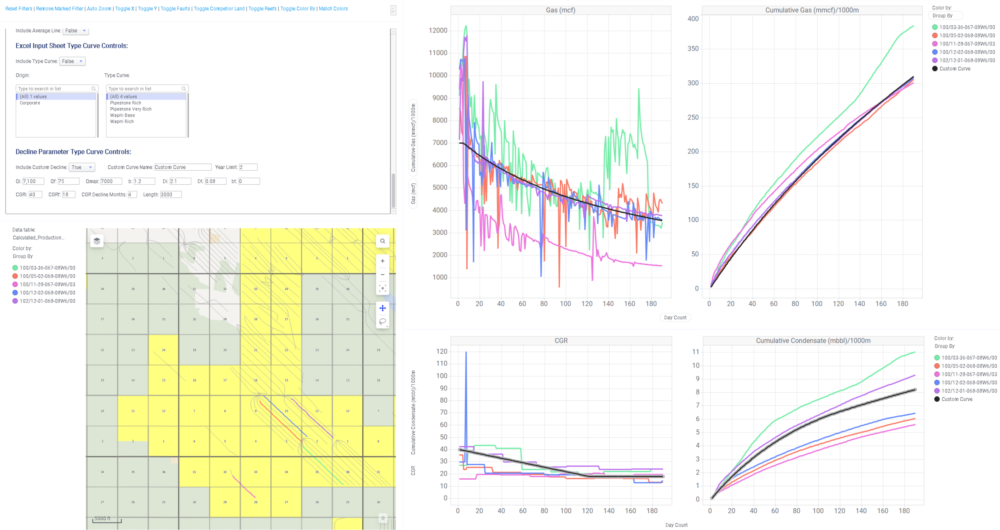 Reset Filters | Remove Marked Filter | Auto Zoom | Toggle X | Toggle Y | Toggle Faults | Toggle Competior Land | Toggle Reefs | Toggle Color By | Match Colors
Include Average Line: False
Excel Input Sheet Type Curve Controls:
Include Type Curve: False
Origin: Type Curve:
Type to search in list Type to search in list
(All) 1 values (All) 4 values
Corporate Pipestone Rich
Pipestone Very Rich
Wapiti Base
Wapiti Rich
Decline Parameter Type Curve Controls:
Include Custom Decline: True Custom Curve Name: Custom Curve Year Limit: 2
Qi: 7,100 Qf: 75 Qmax: 7000 b: 1.2 Di: 2.1 Dt: 0.08 bt: 0
CGRi: 40 CGRf: 18 CGR Decline Months: 4 Length: 3000
Data table:
Calculated_Production...
Color by:
Group By
100/03-36-067-08W6/00
100/05-02-068-08W6/00
100/11-28-067-08W6/03
100/12-02-068-08W6/00
102/12-01-068-08W6/00
3 2 1 6 5 4 3 2 1
34 35 36 31 32 33 34 35 36
27 26 25 30 29 28 27 26 25
22 23 24 19 20 21 22 23 24 19
15 14 13 18 17 16 15 14 13 18
10 11 12 7 8 9 10 11 12 7
3 2 1 6 5 4 3 2 1 6
34 35 36 31 32 33 34 35 36 31
27 26 25 30 29 28 27 26 25 30
5000 ft
Gas (mcf)
12000
11000
10000
9000
8000
7000
6000
5000
4000
3000
2000
1000
0 20 40 60 80 100 120 140 160 180
Cumulative Gas (mmcf)/1000m
Gas (mcf)
Cumulative Gas (mmcf)/1000m
400
350
300
250
200
150
100
50
0
0 20 40 60 80 100 120 140 160 180
Day Count
Color by:
Group By
100/03-36-067-08W6/00
100/05-02-068-08W6/00
100/11-28-067-08W6/03
100/12-02-068-08W6/00
102/12-01-068-08W6/00
Custom Curve
CGR
120
110
100
90
80
70
60
50
40
30
20
10
0
0 20 40 60 80 100 120 140 160 180
Cumulative Condensate (mbbl)/1000m
CGR
Cumulative Condensate (mbbl)/1000m
11
10
9
8
7
6
5
4
3
2
1
0
0 20 40 60 80 100 120 140 160 180
Day Count
Color by:
Group By
100/03-36-067-08W6/00
100/05-02-068-08W6/00
100/11-28-067-08W6/03
100/12-02-068-08W6/00
102/12-01-068-08W6/00
Custom Curve